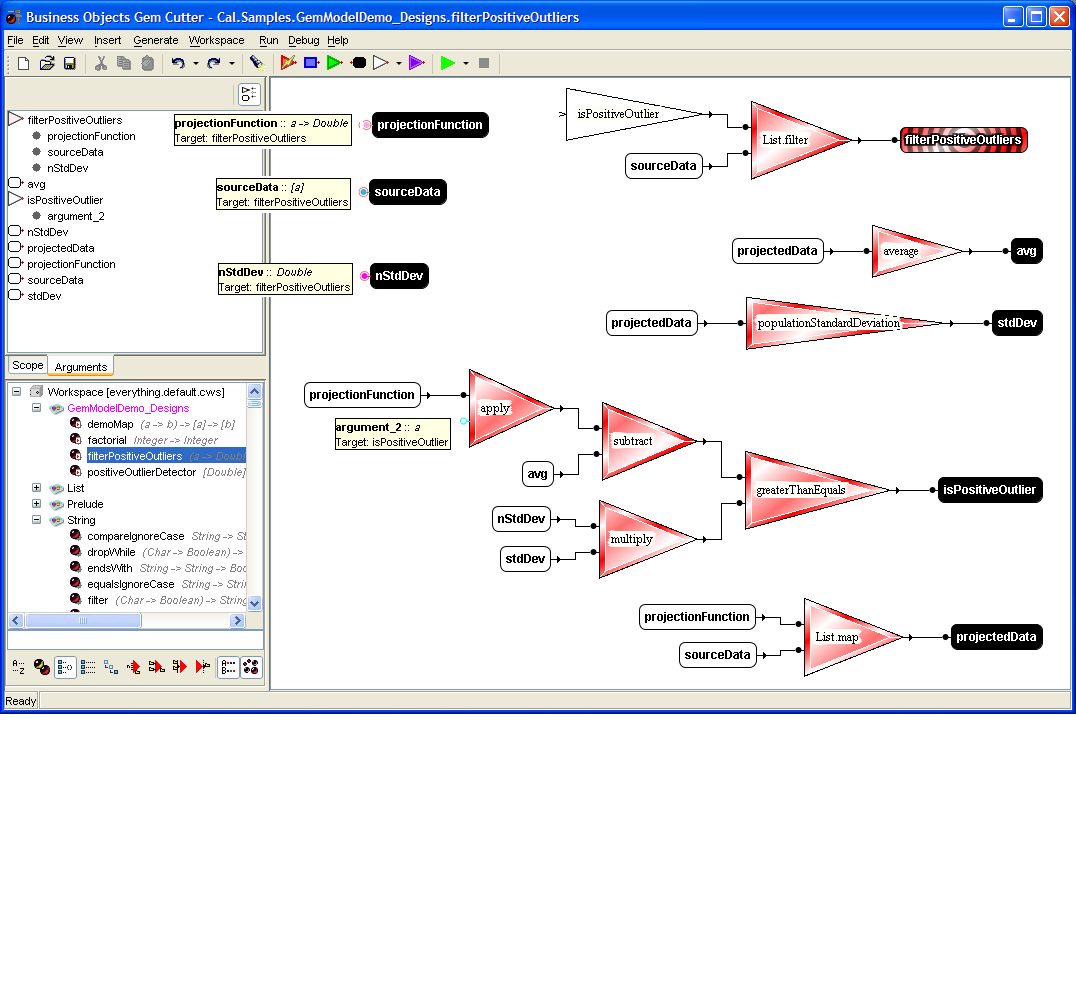 Business Objects Gem Cutter - Cal.Samples.GemModelDemo_Designs.filterPositiveOutliers
File Edit View Insert Generate Workspace Run Debug Help
filterPositiveOutliers
projectionFunction
sourceData
nStdDev
avg
isPositiveOutlier
argument_2
nStdDev
projectedData
projectionFunction
sourceData
stdDev
Scope Arguments
Workspace [everything.default.cws]
GemModelDemo_Designs
demoMap (a -> b) -> [a] -> [b]
factorial Integer -> Integer
filterPositiveOutliers (a -> Doubl
positiveOutlierDetector [Double]
List
Prelude
String
compareIgnoreCase String -> St
dropWhile (Char -> Boolean) ->
endsWith String -> String -> Boo
equalsIgnoreCase String -> Stri
filter (Char -> Boolean) -> String
A
Z
Ready
projectionFunction :: a -> Double
Target: filterPositiveOutliers
projectionFunction
sourceData :: [a]
Target: filterPositiveOutliers
sourceData
nStdDev :: Double
Target: filterPositiveOutliers
nStdDev
isPositiveOutlier
sourceData
List.filter
filterPositiveOutliers
projectedData
average
avg
projectedData
populationStandardDeviation
stdDev
projectionFunction
argument_2 :: a
Target: isPositiveOutlier
apply
avg
subtract
nStdDev
stdDev
multiply
greaterThanEquals
isPositiveOutlier
projectionFunction
sourceData
List.map
projectedData